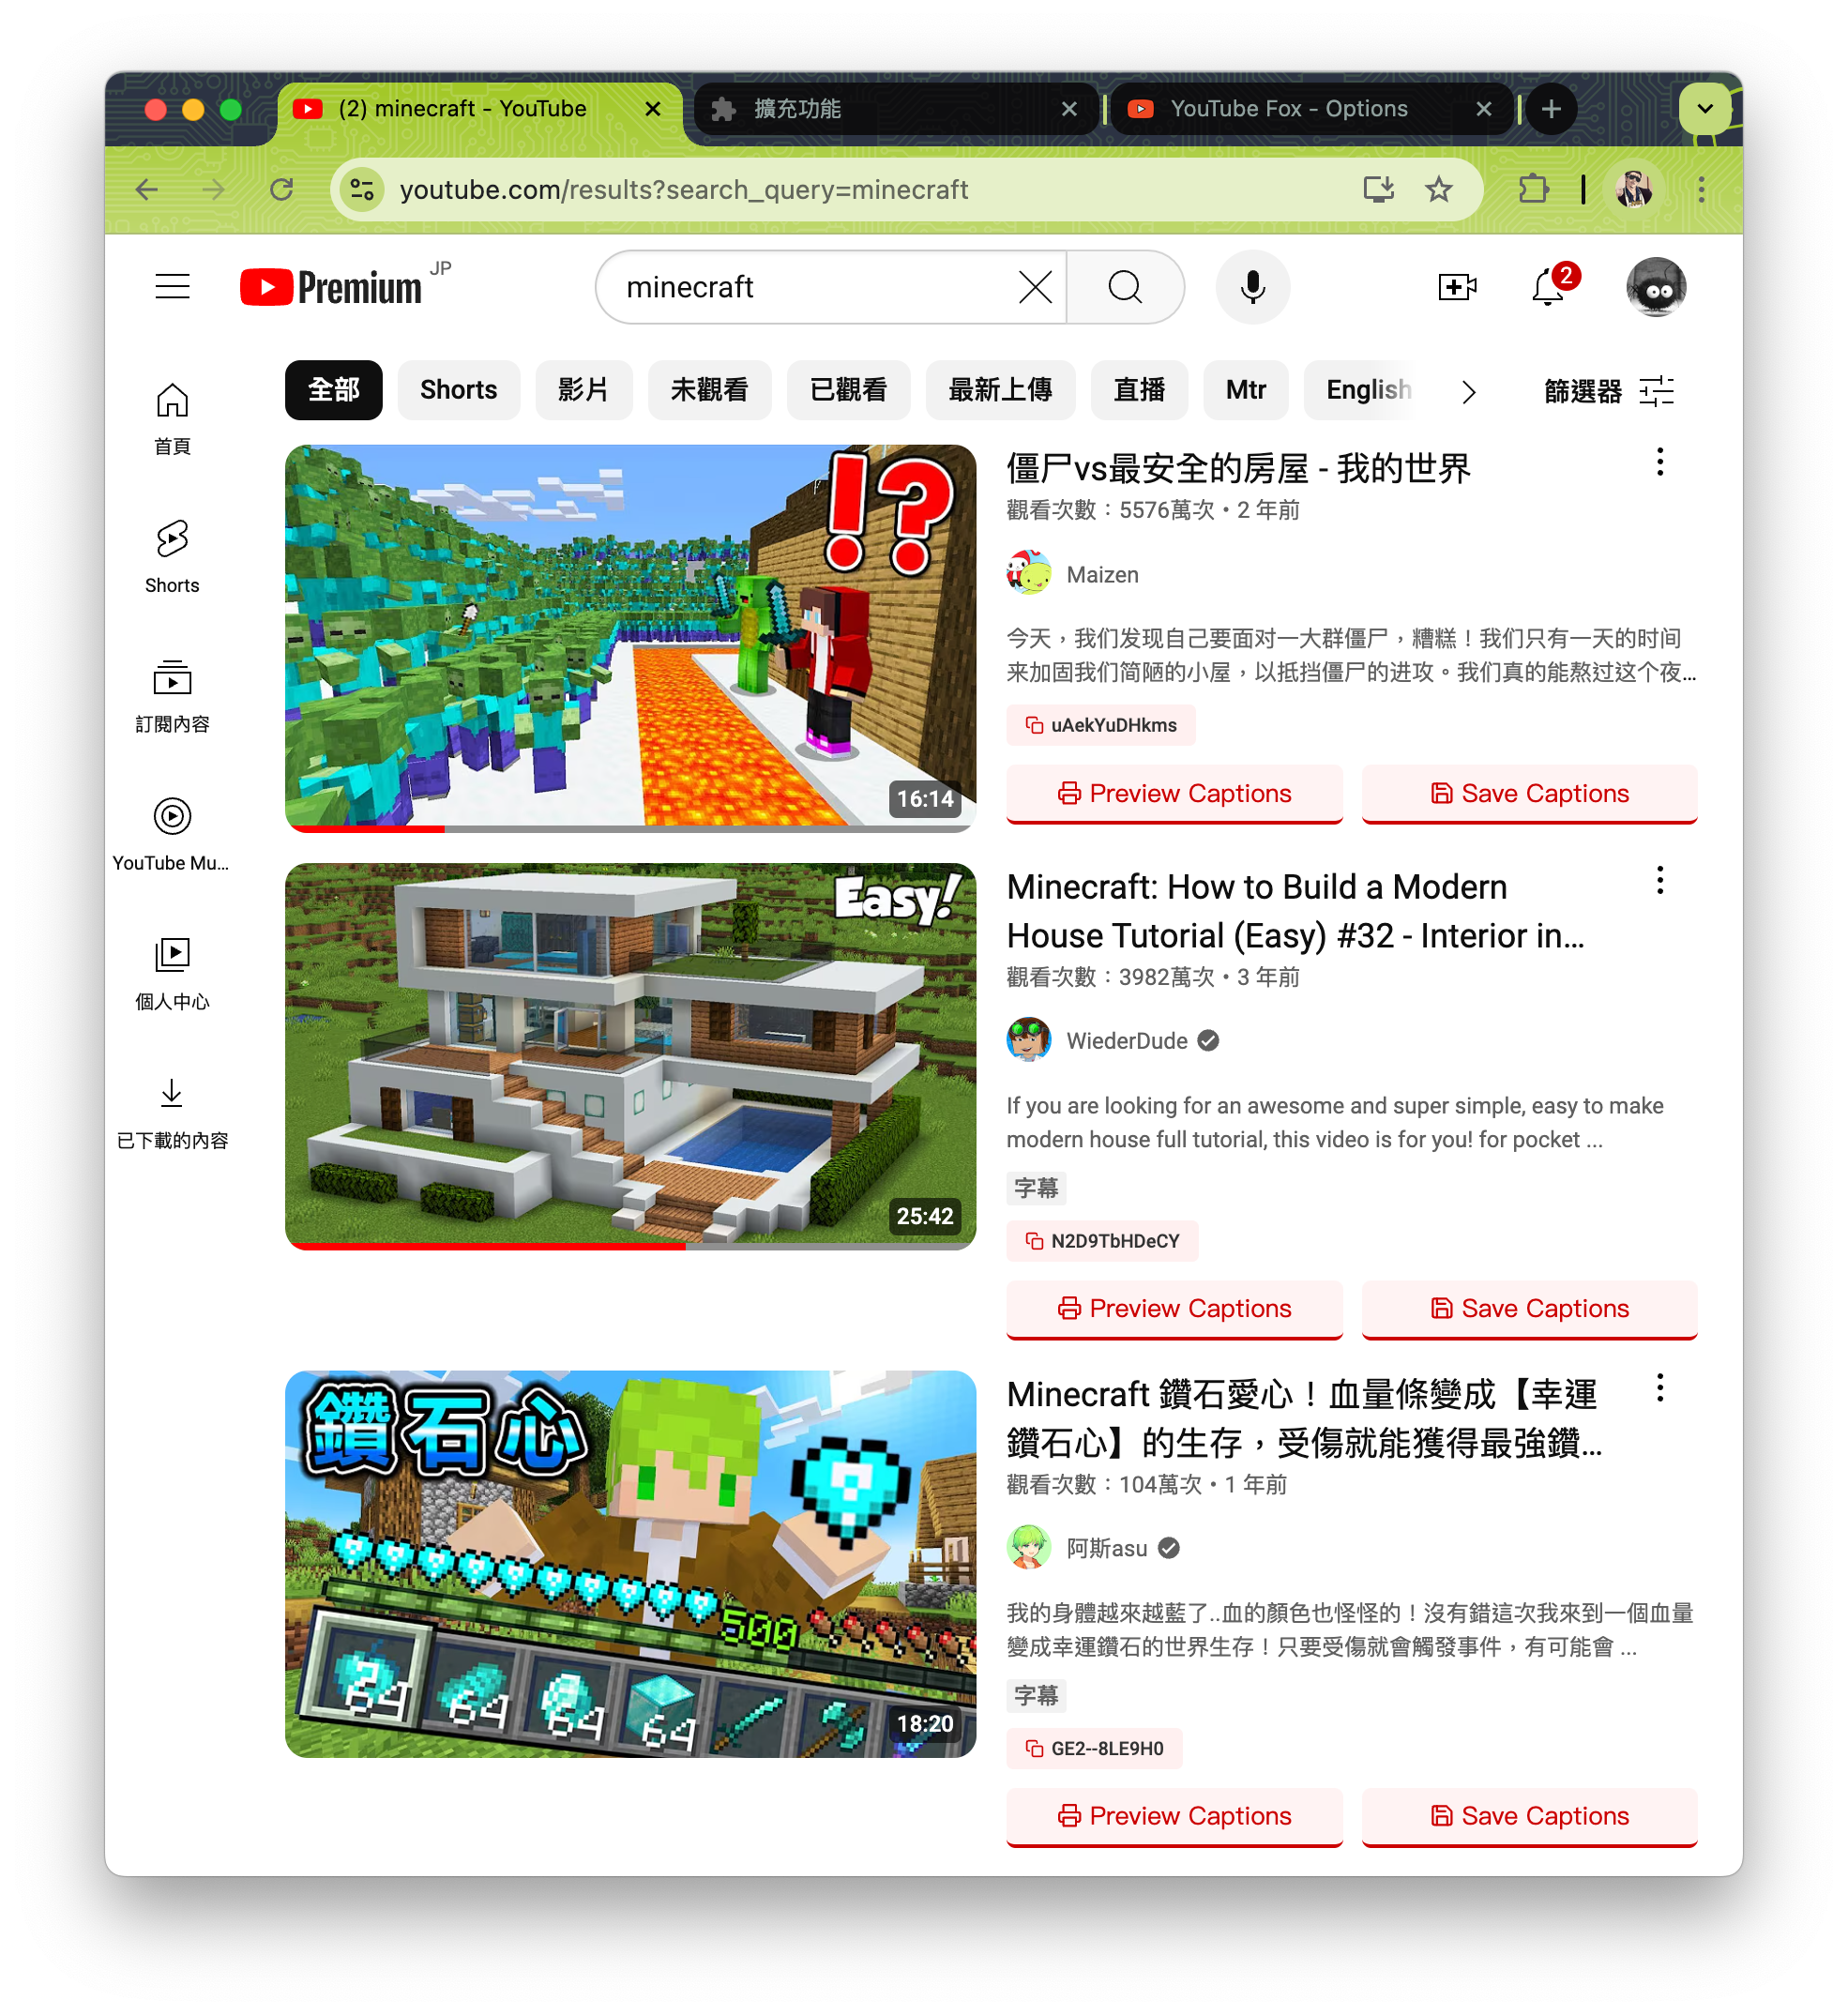 (2) minecraft - YouTube
擴充功能
YouTube Fox - Options
youtube.com/results?search_query=minecraft
Premium JP
minecraft
2
全部
Shorts
影片
未觀看
已觀看
最新上傳
直播
Mtr
English
篩選器
首頁
Shorts
訂閱內容
YouTube Mu...
個人中心
已下載的內容
!?
16:14
僵尸vs最安全的房屋 - 我的世界
觀看次數：5576萬次・2 年前
Maizen
今天，我们发现自己要面对一大群僵尸，糟糕！我们只有一天的时间
来加固我们简陋的小屋，以抵挡僵尸的进攻。我们真的能熬过这个夜...
uAekYuDHkms
Preview Captions
Save Captions
Easy!
25:42
Minecraft: How to Build a Modern
House Tutorial (Easy) #32 - Interior in...
觀看次數：3982萬次・3 年前
WiederDude
If you are looking for an awesome and super simple, easy to make
modern house full tutorial, this video is for you! for pocket ...
字幕
N2D9TbHDeCY
Preview Captions
Save Captions
鑽石心
500
64
64
64
64
18:20
Minecraft 鑽石愛心！血量條變成【幸運
鑽石心】的生存，受傷就能獲得最強鑽...
觀看次數：104萬次・1 年前
阿斯asu
我的身體越來越藍了..血的顏色也怪怪的！沒有錯這次我來到一個血量
變成幸運鑽石的世界生存！只要受傷就會觸發事件，有可能會 ...
字幕
GE2--8LE9H0
Preview Captions
Save Captions